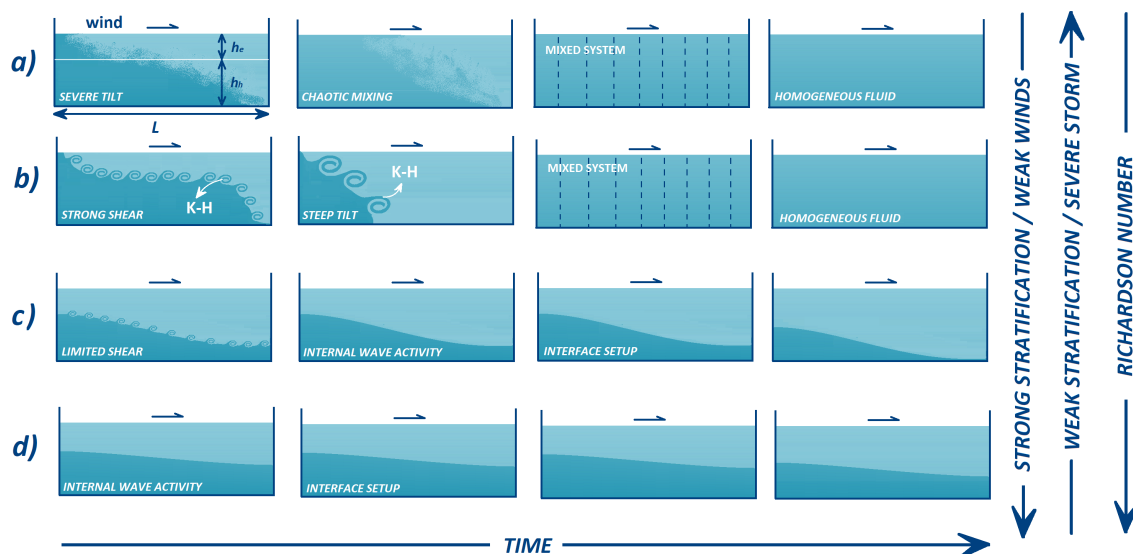 wind
a)
hₑ
hₕ
SEVERE TILT
CHAOTIC MIXING
MIXED SYSTEM
HOMOGENEOUS FLUID
L
b)
K-H
STRONG SHEAR
K-H
STEEP TILT
MIXED SYSTEM
HOMOGENEOUS FLUID
c)
LIMITED SHEAR
INTERNAL WAVE ACTIVITY
INTERFACE SETUP
d)
INTERNAL WAVE ACTIVITY
INTERFACE SETUP
TIME
STRONG STRATIFICATION / WEAK WINDS
WEAK STRATIFICATION / SEVERE STORM
RICHARDSON NUMBER